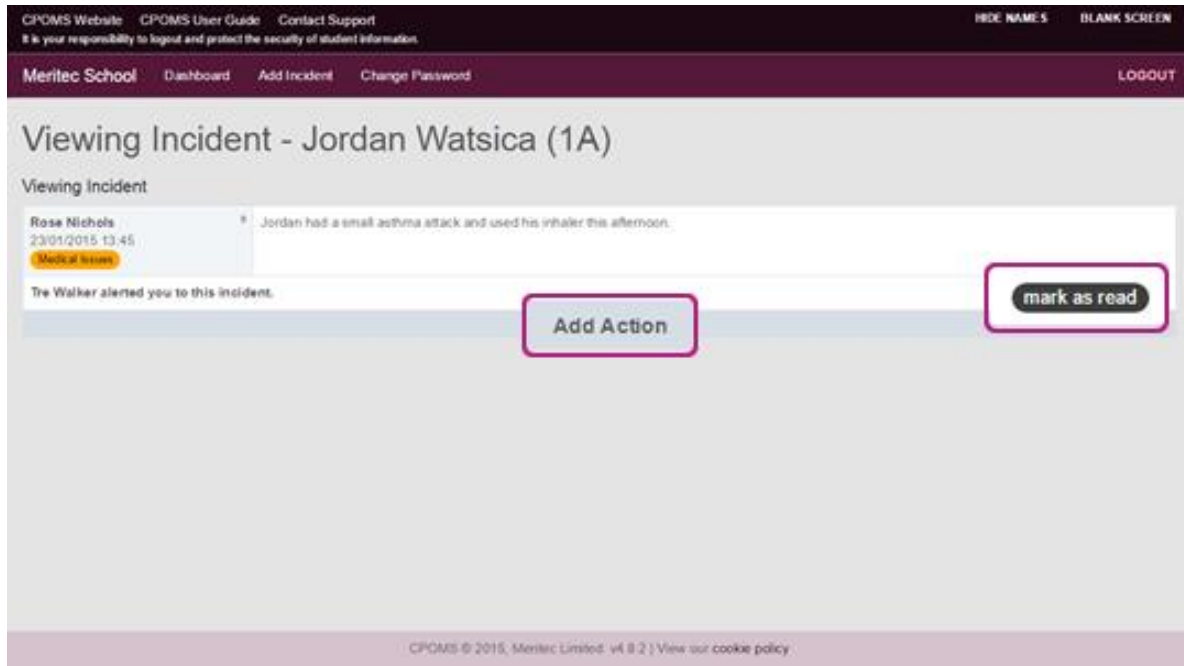 CPOMS Website CPOMS User Guide Contact Support HIDE NAMES BLANK SCREEN
It is your responsibility to logout and protect the security of student information.
Meritec School Dashboard Add Incident Change Password LOGOUT
Viewing Incident - Jordan Watsica (1A)
Viewing Incident
Rose Nichols Jordan had a small asthma attack and used his inhaler this afternoon.
23/01/2015 13:45
Medical Issues
Tre Walker alerted you to this incident. mark as read
Add Action
CPOMS © 2015, Meritec Limited. v4.8.2 | View our cookie policy